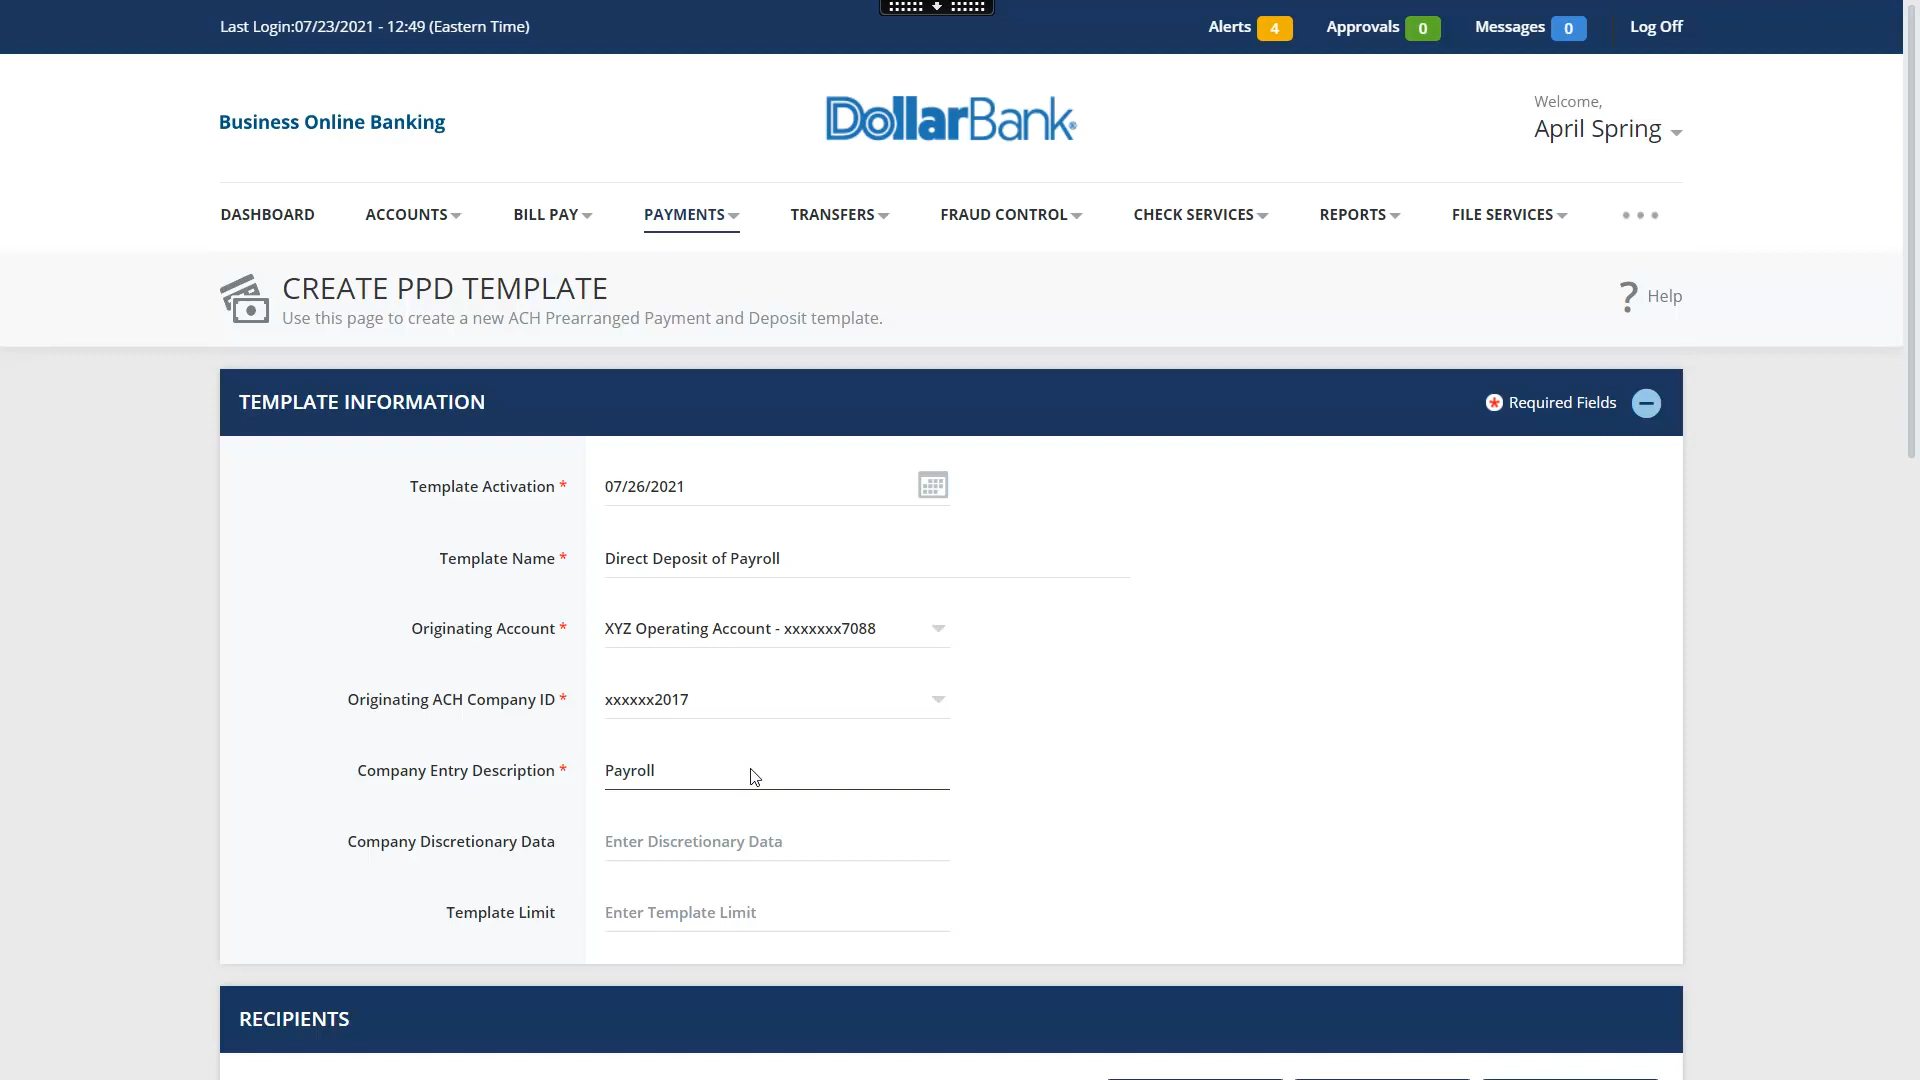 Last Login:07/23/2021 - 12:49 (Eastern Time)
Alerts 4 Approvals 0 Messages 0 Log Off
Business Online Banking
DollarBank®
Welcome,
April Spring
DASHBOARD ACCOUNTS BILL PAY PAYMENTS TRANSFERS FRAUD CONTROL CHECK SERVICES REPORTS FILE SERVICES
CREATE PPD TEMPLATE
Use this page to create a new ACH Prearranged Payment and Deposit template.
? Help
TEMPLATE INFORMATION
* Required Fields
Template Activation * 07/26/2021
Template Name * Direct Deposit of Payroll
Originating Account * XYZ Operating Account - xxxxxxx7088
Originating ACH Company ID * xxxxxx2017
Company Entry Description * Payroll
Company Discretionary Data Enter Discretionary Data
Template Limit Enter Template Limit
RECIPIENTS